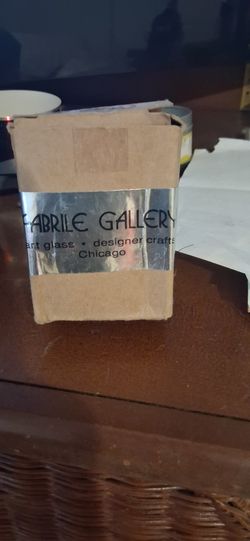 FABRILE GALLERY
art glass • designer crafts
Chicago